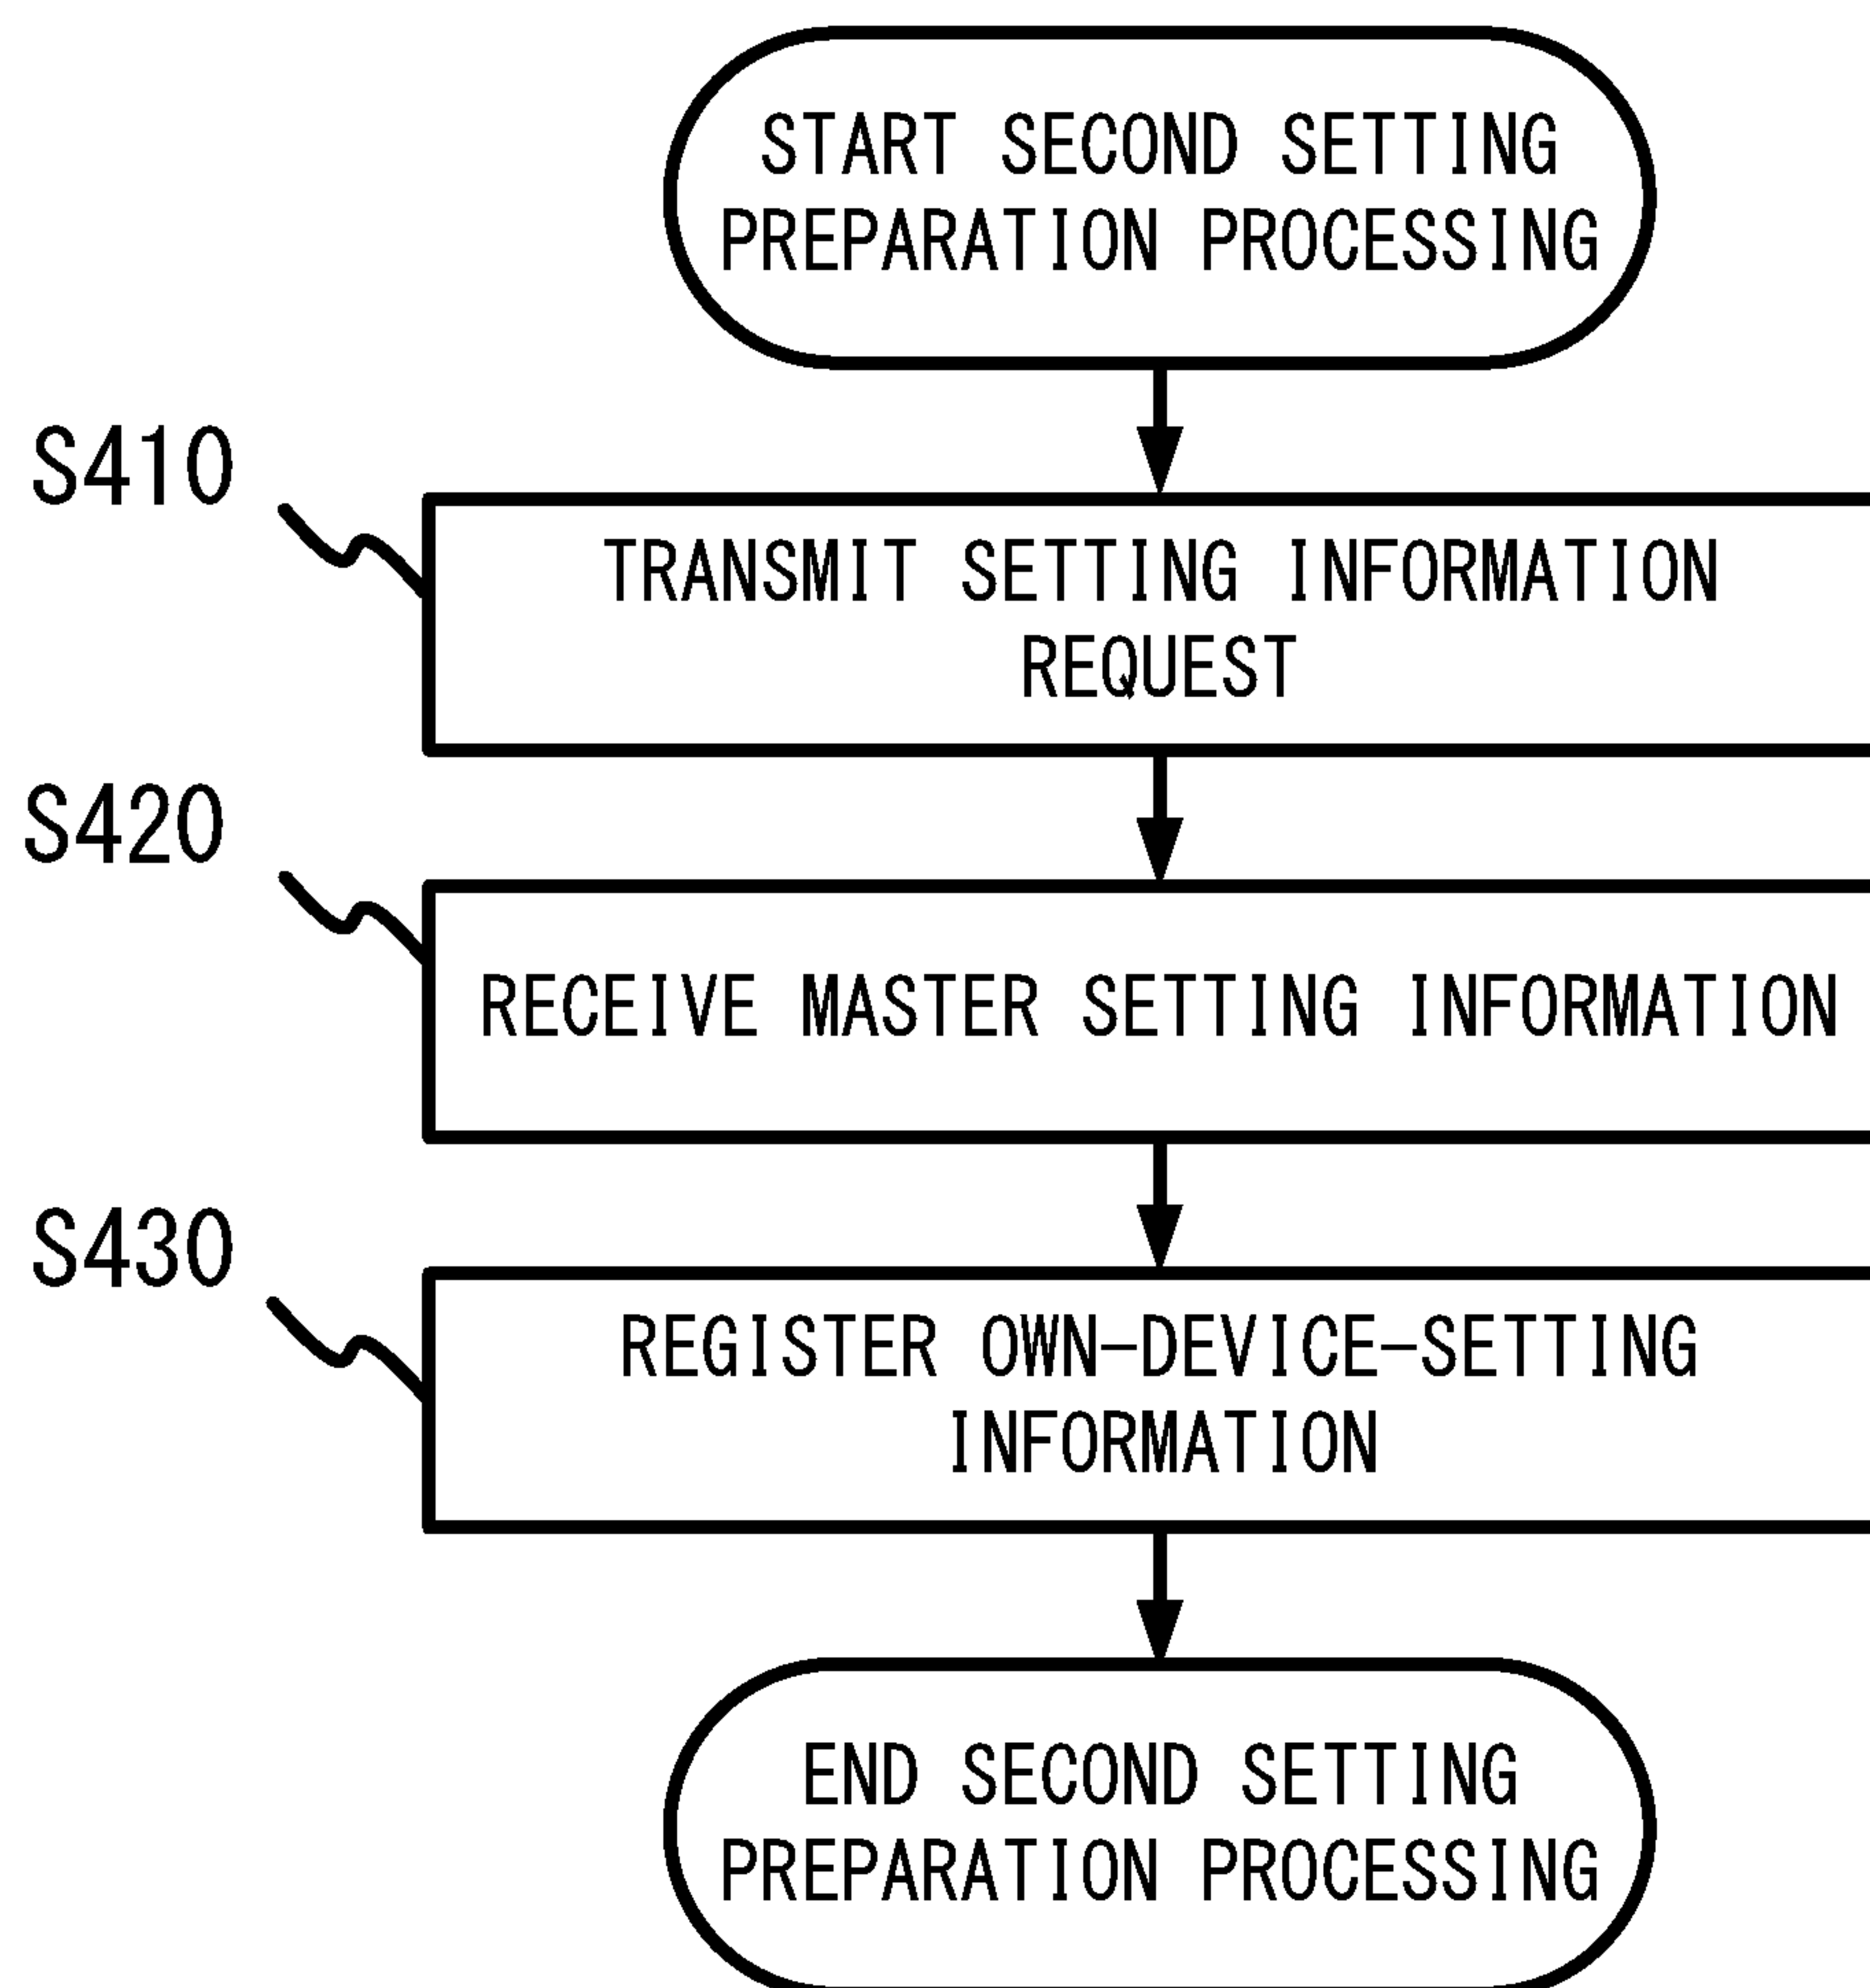 START SECOND SETTING
PREPARATION PROCESSING
S410
TRANSMIT SETTING INFORMATION
REQUEST
S420
RECEIVE MASTER SETTING INFORMATION
S430
REGISTER OWN-DEVICE-SETTING
INFORMATION
END SECOND SETTING
PREPARATION PROCESSING